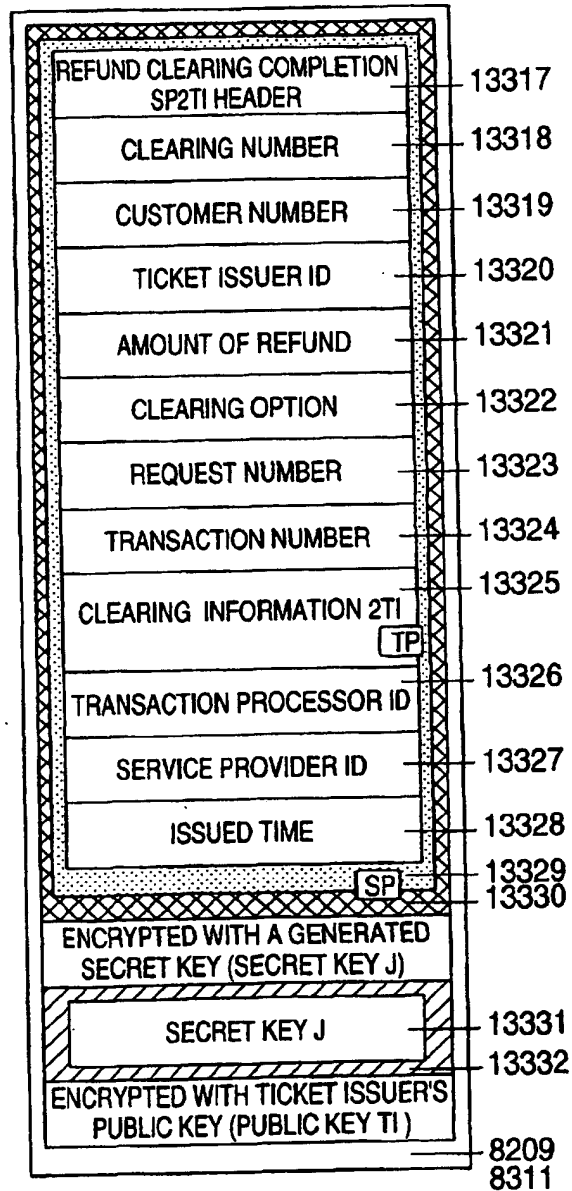 REFUND CLEARING COMPLETION
SP2TI HEADER
13317
CLEARING NUMBER
13318
CUSTOMER NUMBER
13319
TICKET ISSUER ID
13320
AMOUNT OF REFUND
13321
CLEARING OPTION
13322
REQUEST NUMBER
13323
TRANSACTION NUMBER
13324
13325
CLEARING INFORMATION 2TI
TP
13326
TRANSACTION PROCESSOR ID
SERVICE PROVIDER ID
13327
ISSUED TIME
13328
13329
SP
13330
ENCRYPTED WITH A GENERATED
SECRET KEY (SECRET KEY J)
SECRET KEY J
13331
13332
ENCRYPTED WITH TICKET ISSUER'S
PUBLIC KEY (PUBLIC KEY TI )
8209
8311